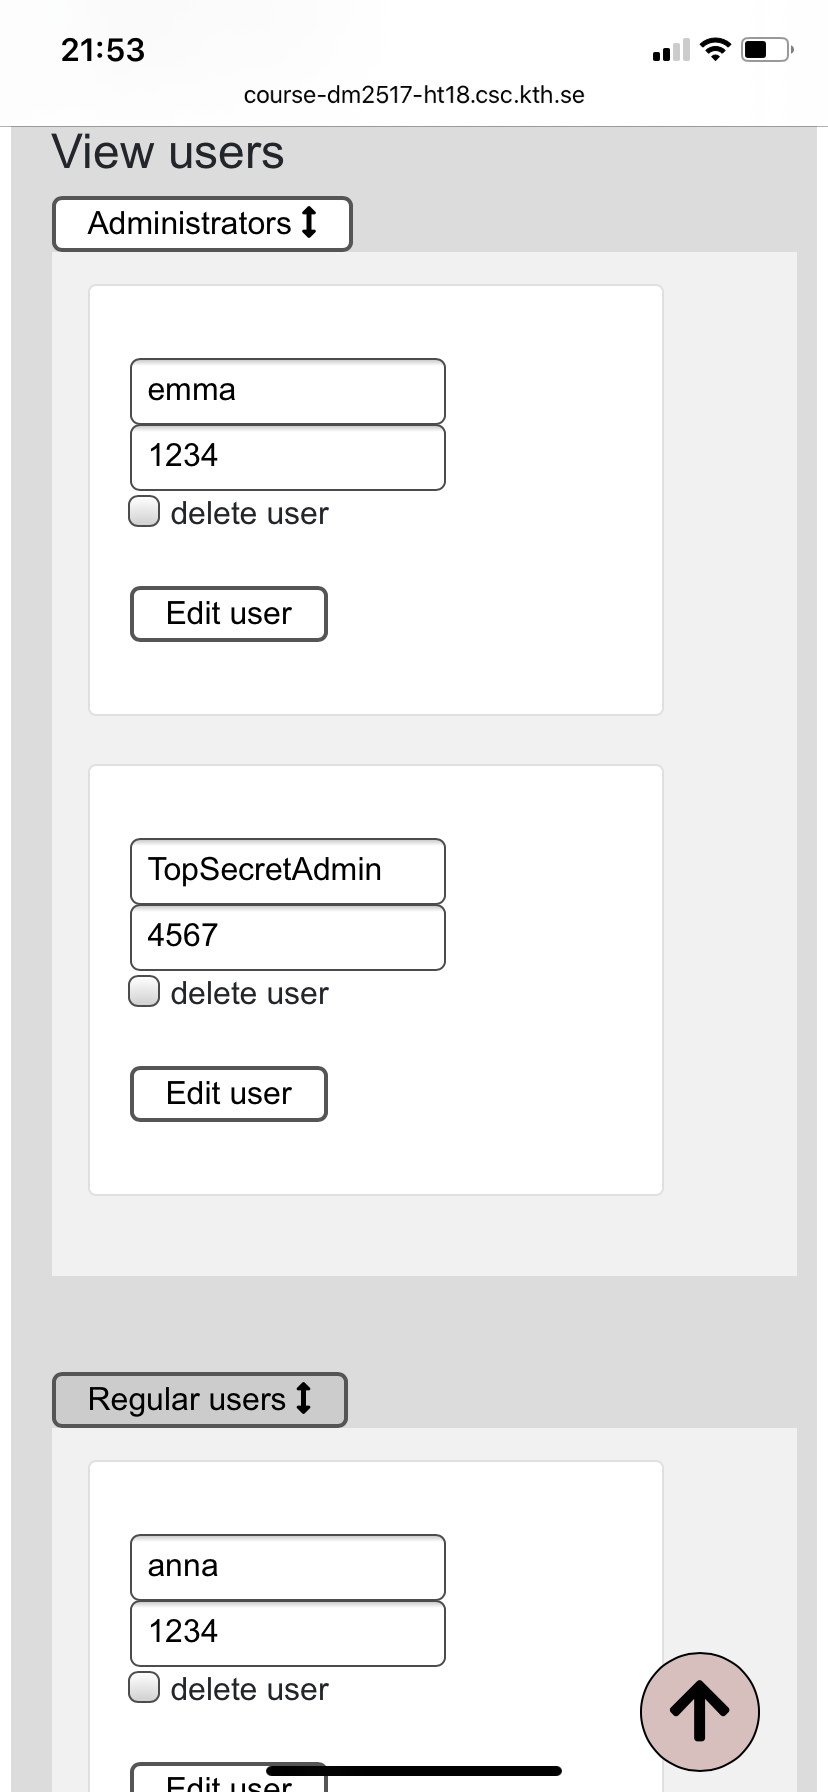 21:53
course-dm2517-ht18.csc.kth.se
View users
Administrators
emma
1234
delete user
Edit user
TopSecretAdmin
4567
delete user
Edit user
Regular users
anna
1234
delete user
Edit user